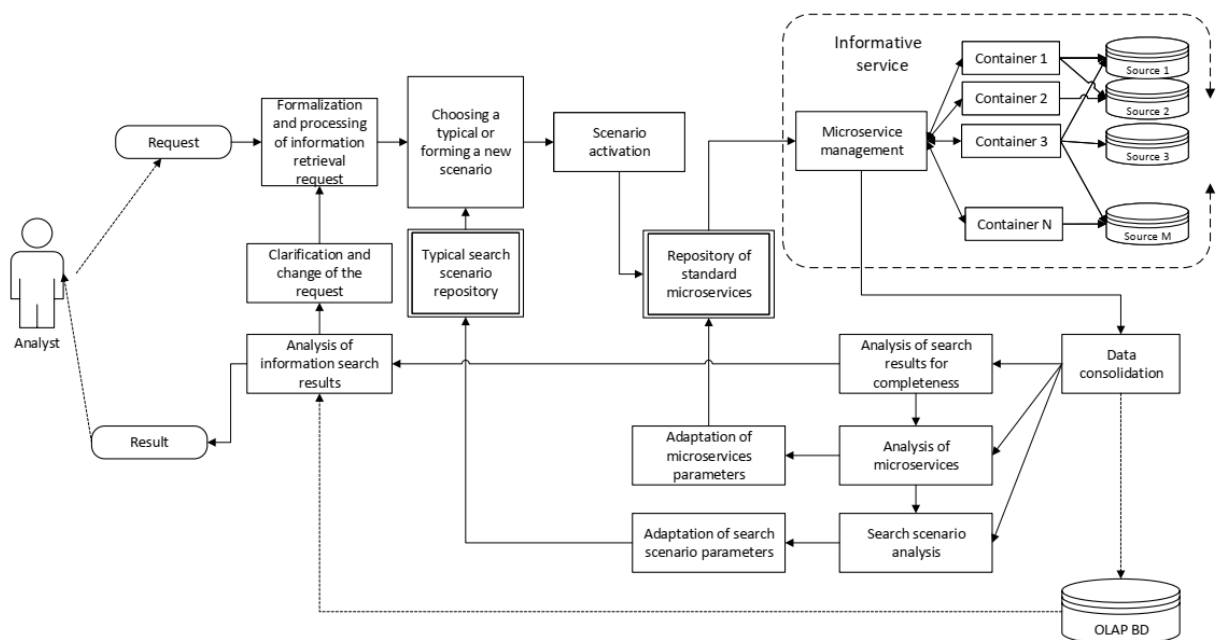 Informative
service
Container 1
Source 1
Container 2
Source 2
Container 3
Source 3
Container N
Source M
Microservice
management
Request
Formalization
and processing
of information
retrieval
request
Choosing a
typical or
forming a new
scenario
Scenario
activation
Analyst
Clarification and
change of the
request
Typical search
scenario
repository
Repository of
standard
microservices
Analysis of
information search
results
Analysis of search
results for
completeness
Data
consolidation
Result
Adaptation of
microservices
parameters
Analysis of
microservices
Adaptation of search
scenario parameters
Search scenario
analysis
OLAP BD